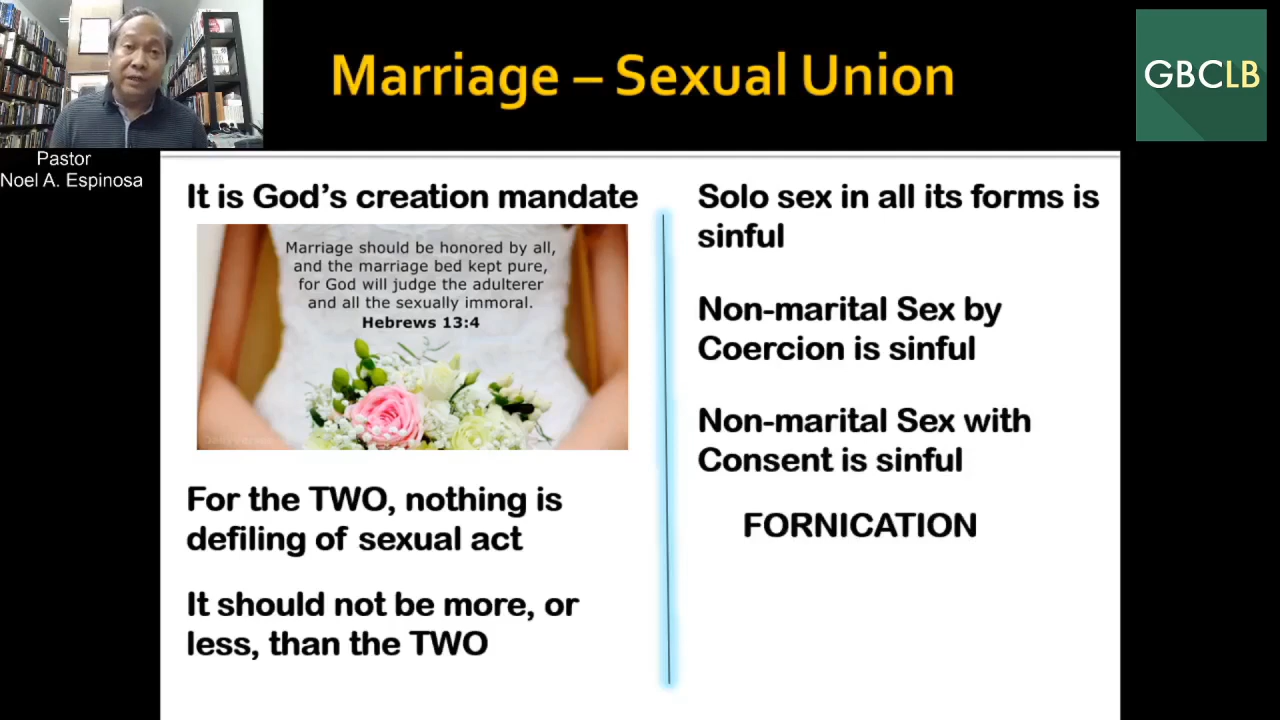 Marriage – Sexual Union
GBCLB
Pastor
Noel A. Espinosa
It is God's creation mandate
Marriage should be honored by all,
and the marriage bed kept pure,
for God will judge the adulterer
and all the sexually immoral.
Hebrews 13:4
For the TWO, nothing is
defiling of sexual act
It should not be more, or
less, than the TWO
Solo sex in all its forms is
sinful
Non-marital Sex by
Coercion is sinful
Non-marital Sex with
Consent is sinful
FORNICATION